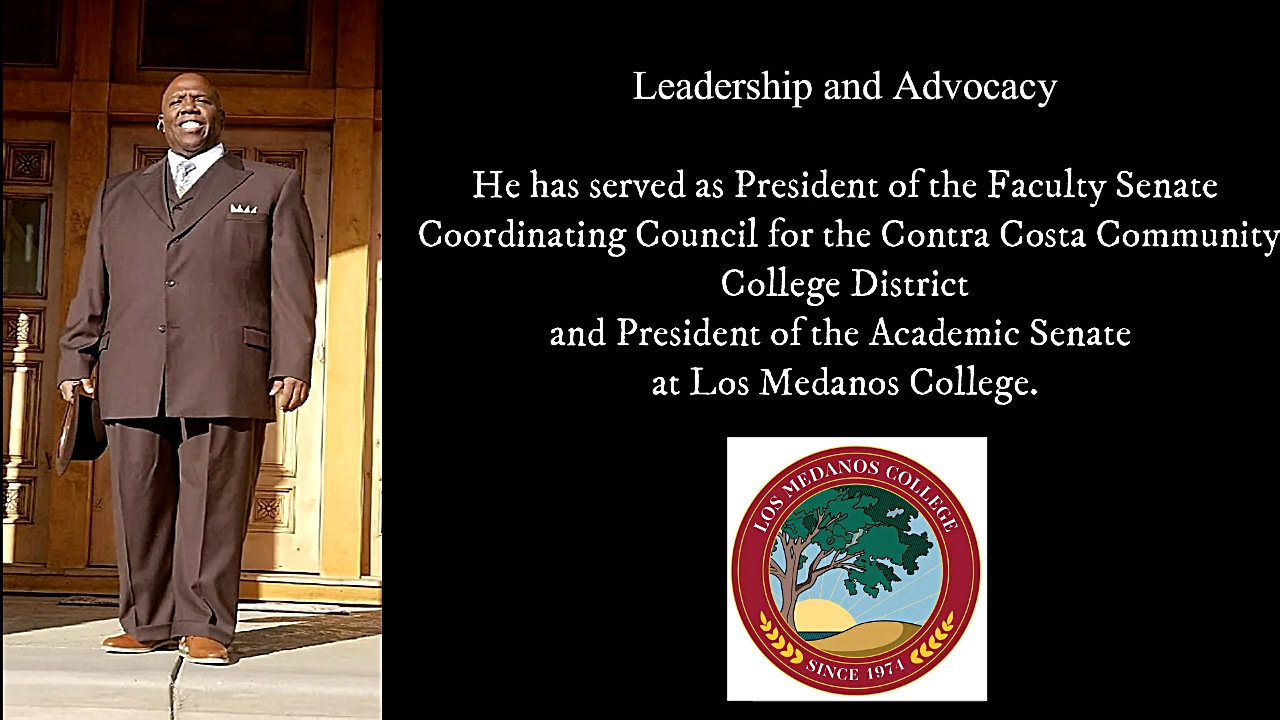 Leadership and Advocacy
He has served as President of the Faculty Senate
Coordinating Council for the Contra Costa Community
College District
and President of the Academic Senate
at Los Medanos College.
LOS MEDANOS COLLEGE
SINCE 1974